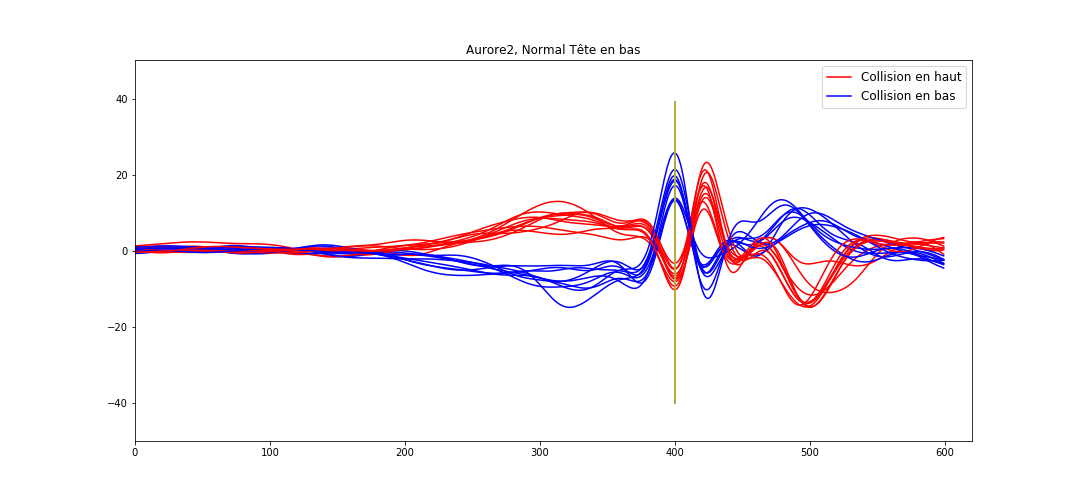 Aurore2, Normal Tête en bas
Collision en haut
Collision en bas
40
20
0
−20
−40
0 100 200 300 400 500 600